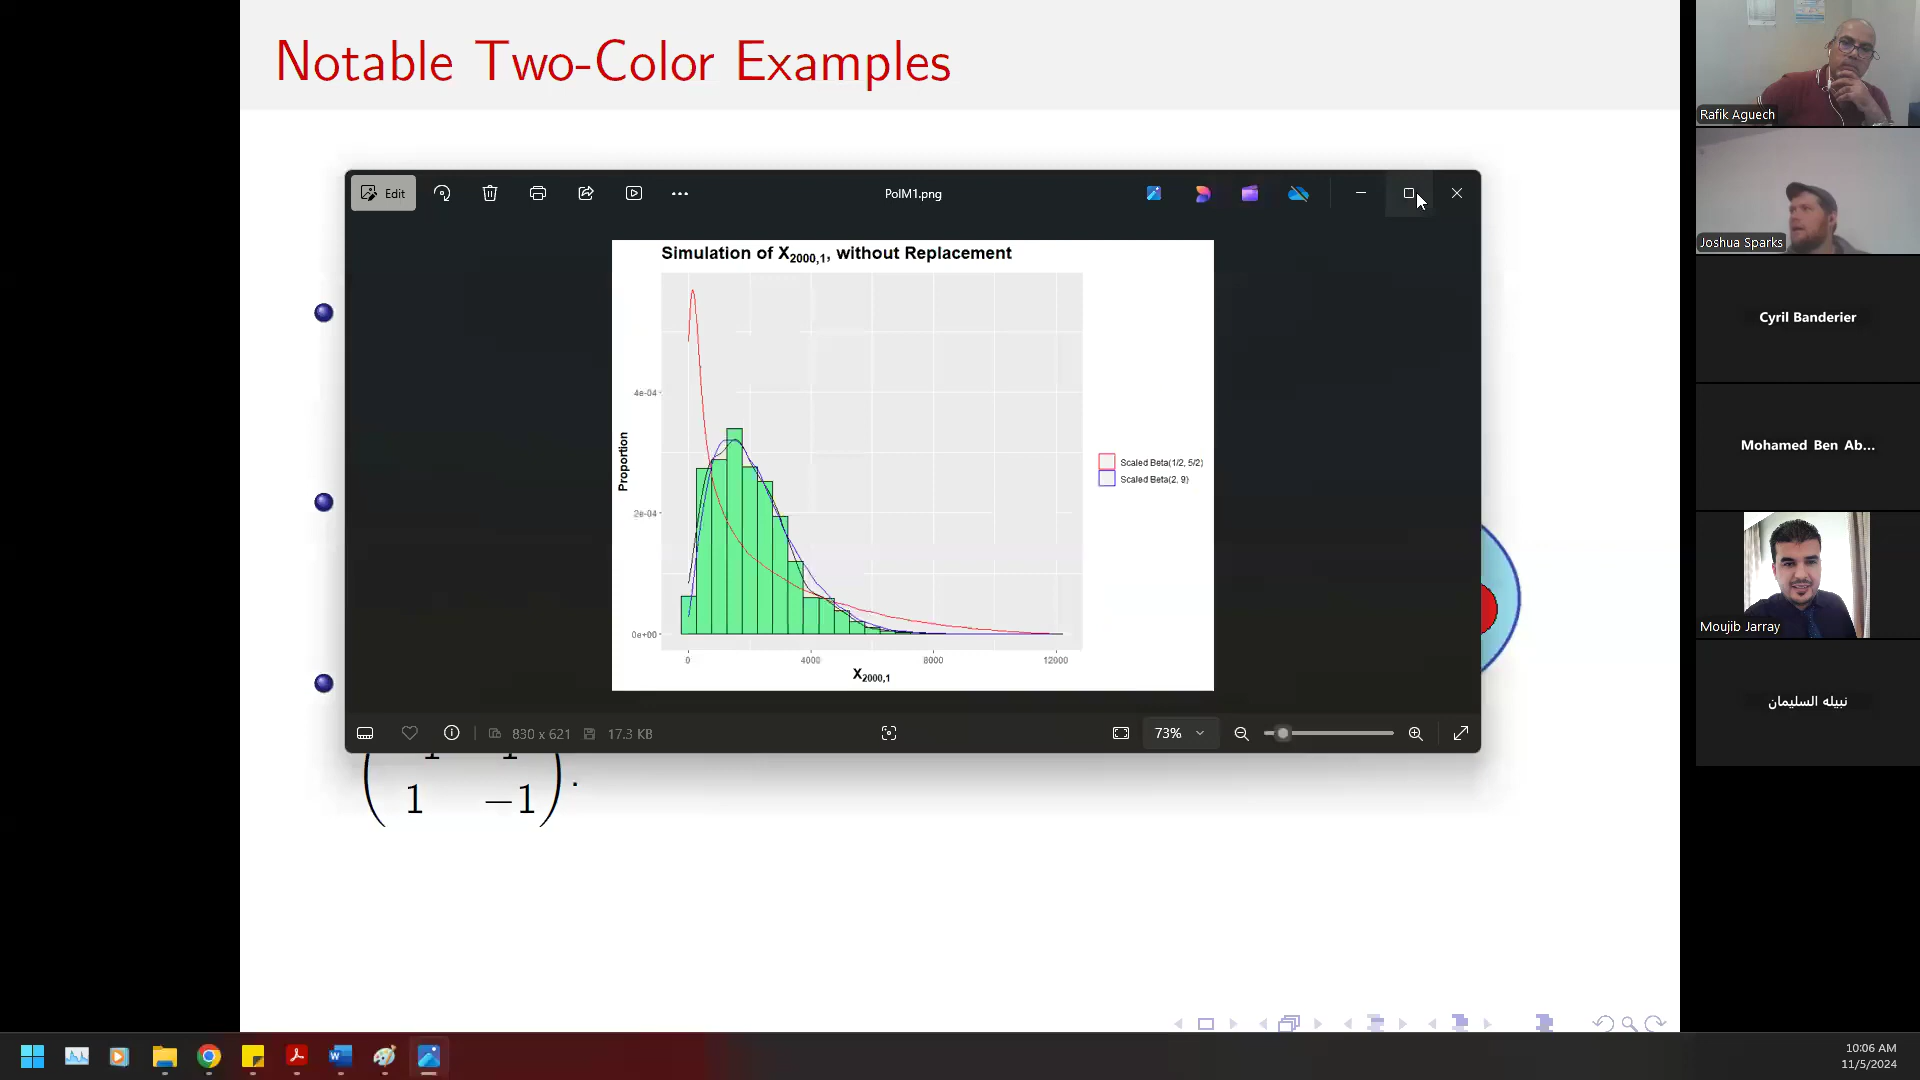 Notable Two-Color Examples
Edit
PolM1.png
Simulation of X2000,1, without Replacement
4e-04
2e-04
0e+00
Proportion
0
4000
8000
12000
X2000,1
Scaled Beta(1/2, 5/2)
Scaled Beta(2, 9)
830 x 621
17.3 KB
73%
1 −1 .
Rafik Aguech
Joshua Sparks
Cyril Banderier
Mohamed Ben Ab...
Moujib Jarray
نبيله السليمان
10:06 AM
11/5/2024